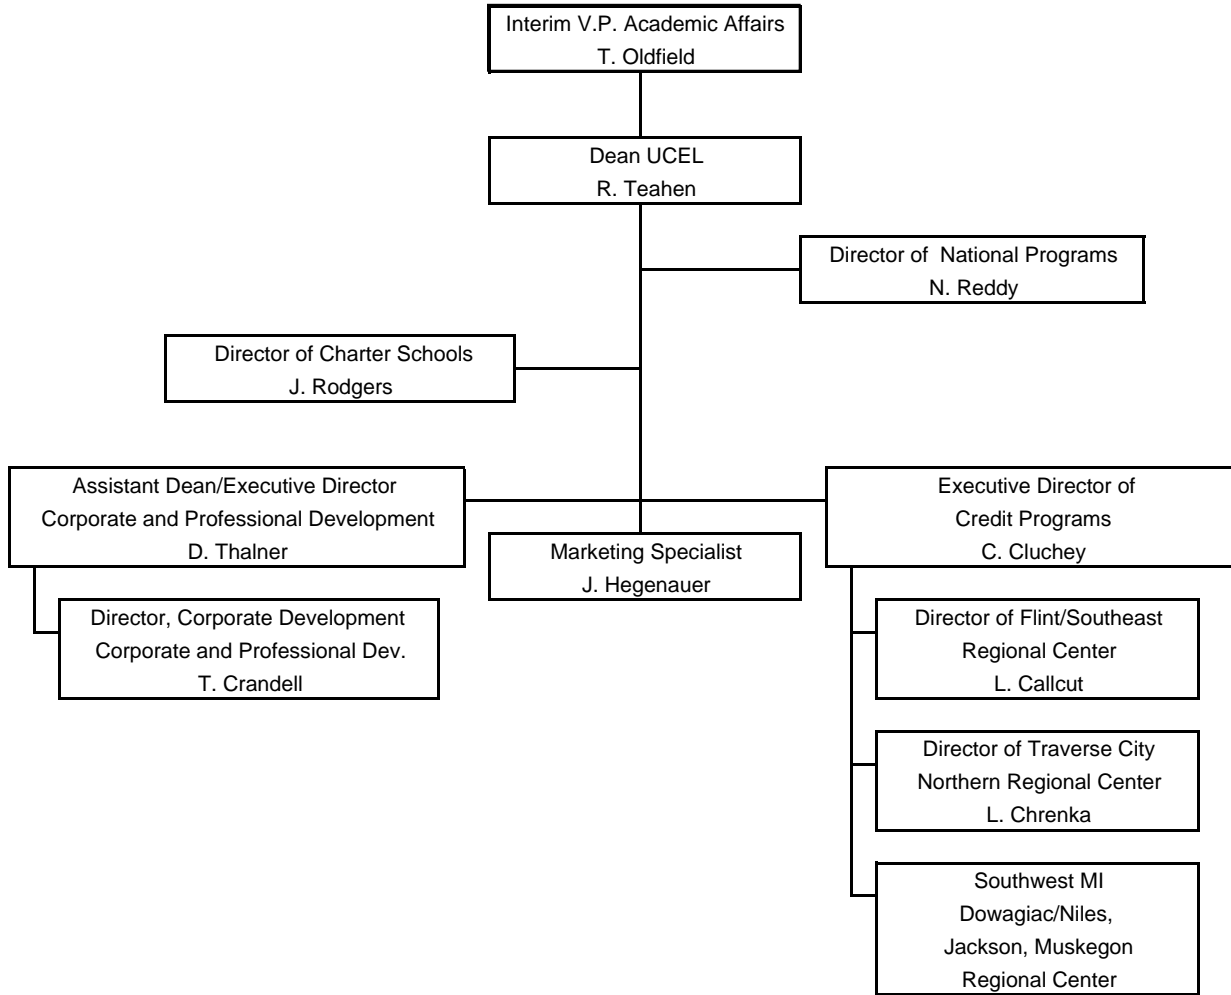 Interim V.P. Academic Affairs
T. Oldfield
Dean UCEL
R. Teahen
Director of  National Programs
N. Reddy
Director of Charter Schools
J. Rodgers
Assistant Dean/Executive Director
Corporate and Professional Development
D. Thalner
Marketing Specialist
J. Hegenauer
Executive Director of
Credit Programs
C. Cluchey
Director, Corporate Development
Corporate and Professional Dev.
T. Crandell
Director of Flint/Southeast
Regional Center
L. Callcut
Director of Traverse City
Northern Regional Center
L. Chrenka
Southwest MI
Dowagiac/Niles,
Jackson, Muskegon
Regional Center